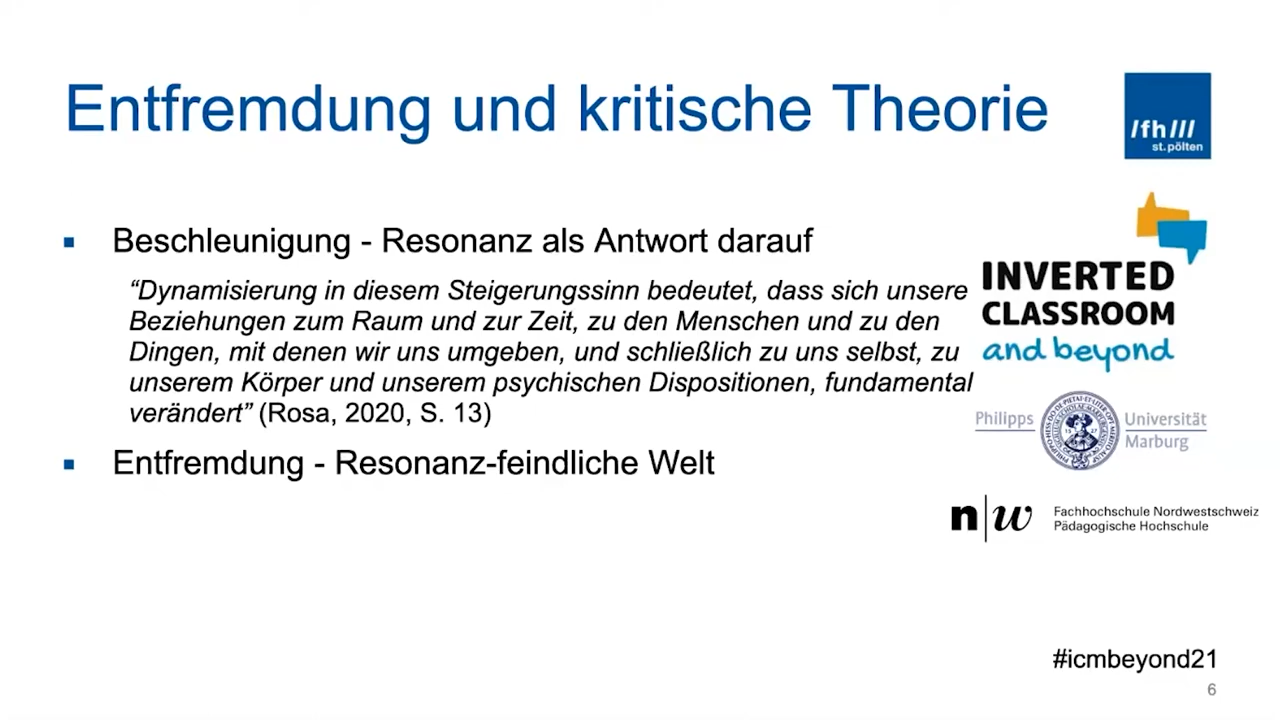 Entfremdung und kritische Theorie
/fh///
st.pölten
Beschleunigung - Resonanz als Antwort darauf
“Dynamisierung in diesem Steigerungssinn bedeutet, dass sich unsere
Beziehungen zum Raum und zur Zeit, zu den Menschen und zu den
Dingen, mit denen wir uns umgeben, und schließlich zu uns selbst, zu
unserem Körper und unserem psychischen Dispositionen, fundamental
verändert” (Rosa, 2020, S. 13)
Entfremdung - Resonanz-feindliche Welt
INVERTED
CLASSROOM
and beyond
Philipps Universität
Marburg
n|w Fachhochschule Nordwestschweiz
Pädagogische Hochschule
#icmbeyond21
6